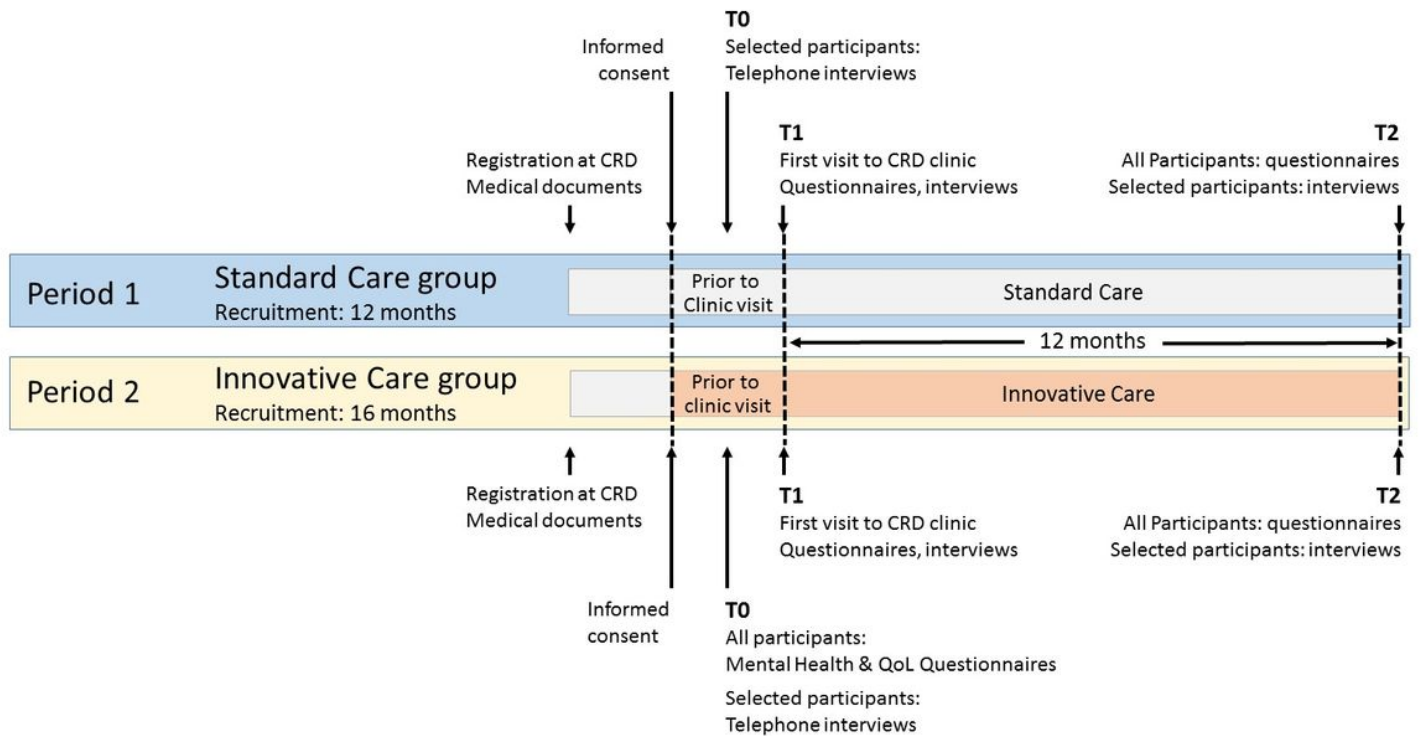 T0
Selected participants:
Telephone interviews
Informed
consent
T1
First visit to CRD clinic
Questionnaires, interviews
T2
All Participants: questionnaires
Selected participants: interviews
Registration at CRD
Medical documents
Period 1
Standard Care group
Recruitment: 12 months
Prior to
Clinic visit
Standard Care
12 months
Period 2
Innovative Care group
Recruitment: 16 months
Prior to
clinic visit
Innovative Care
Registration at CRD
Medical documents
T1
First visit to CRD clinic
Questionnaires, interviews
T2
All Participants: questionnaires
Selected participants: interviews
Informed
consent
T0
All participants:
Mental Health & QoL Questionnaires
Selected participants:
Telephone interviews